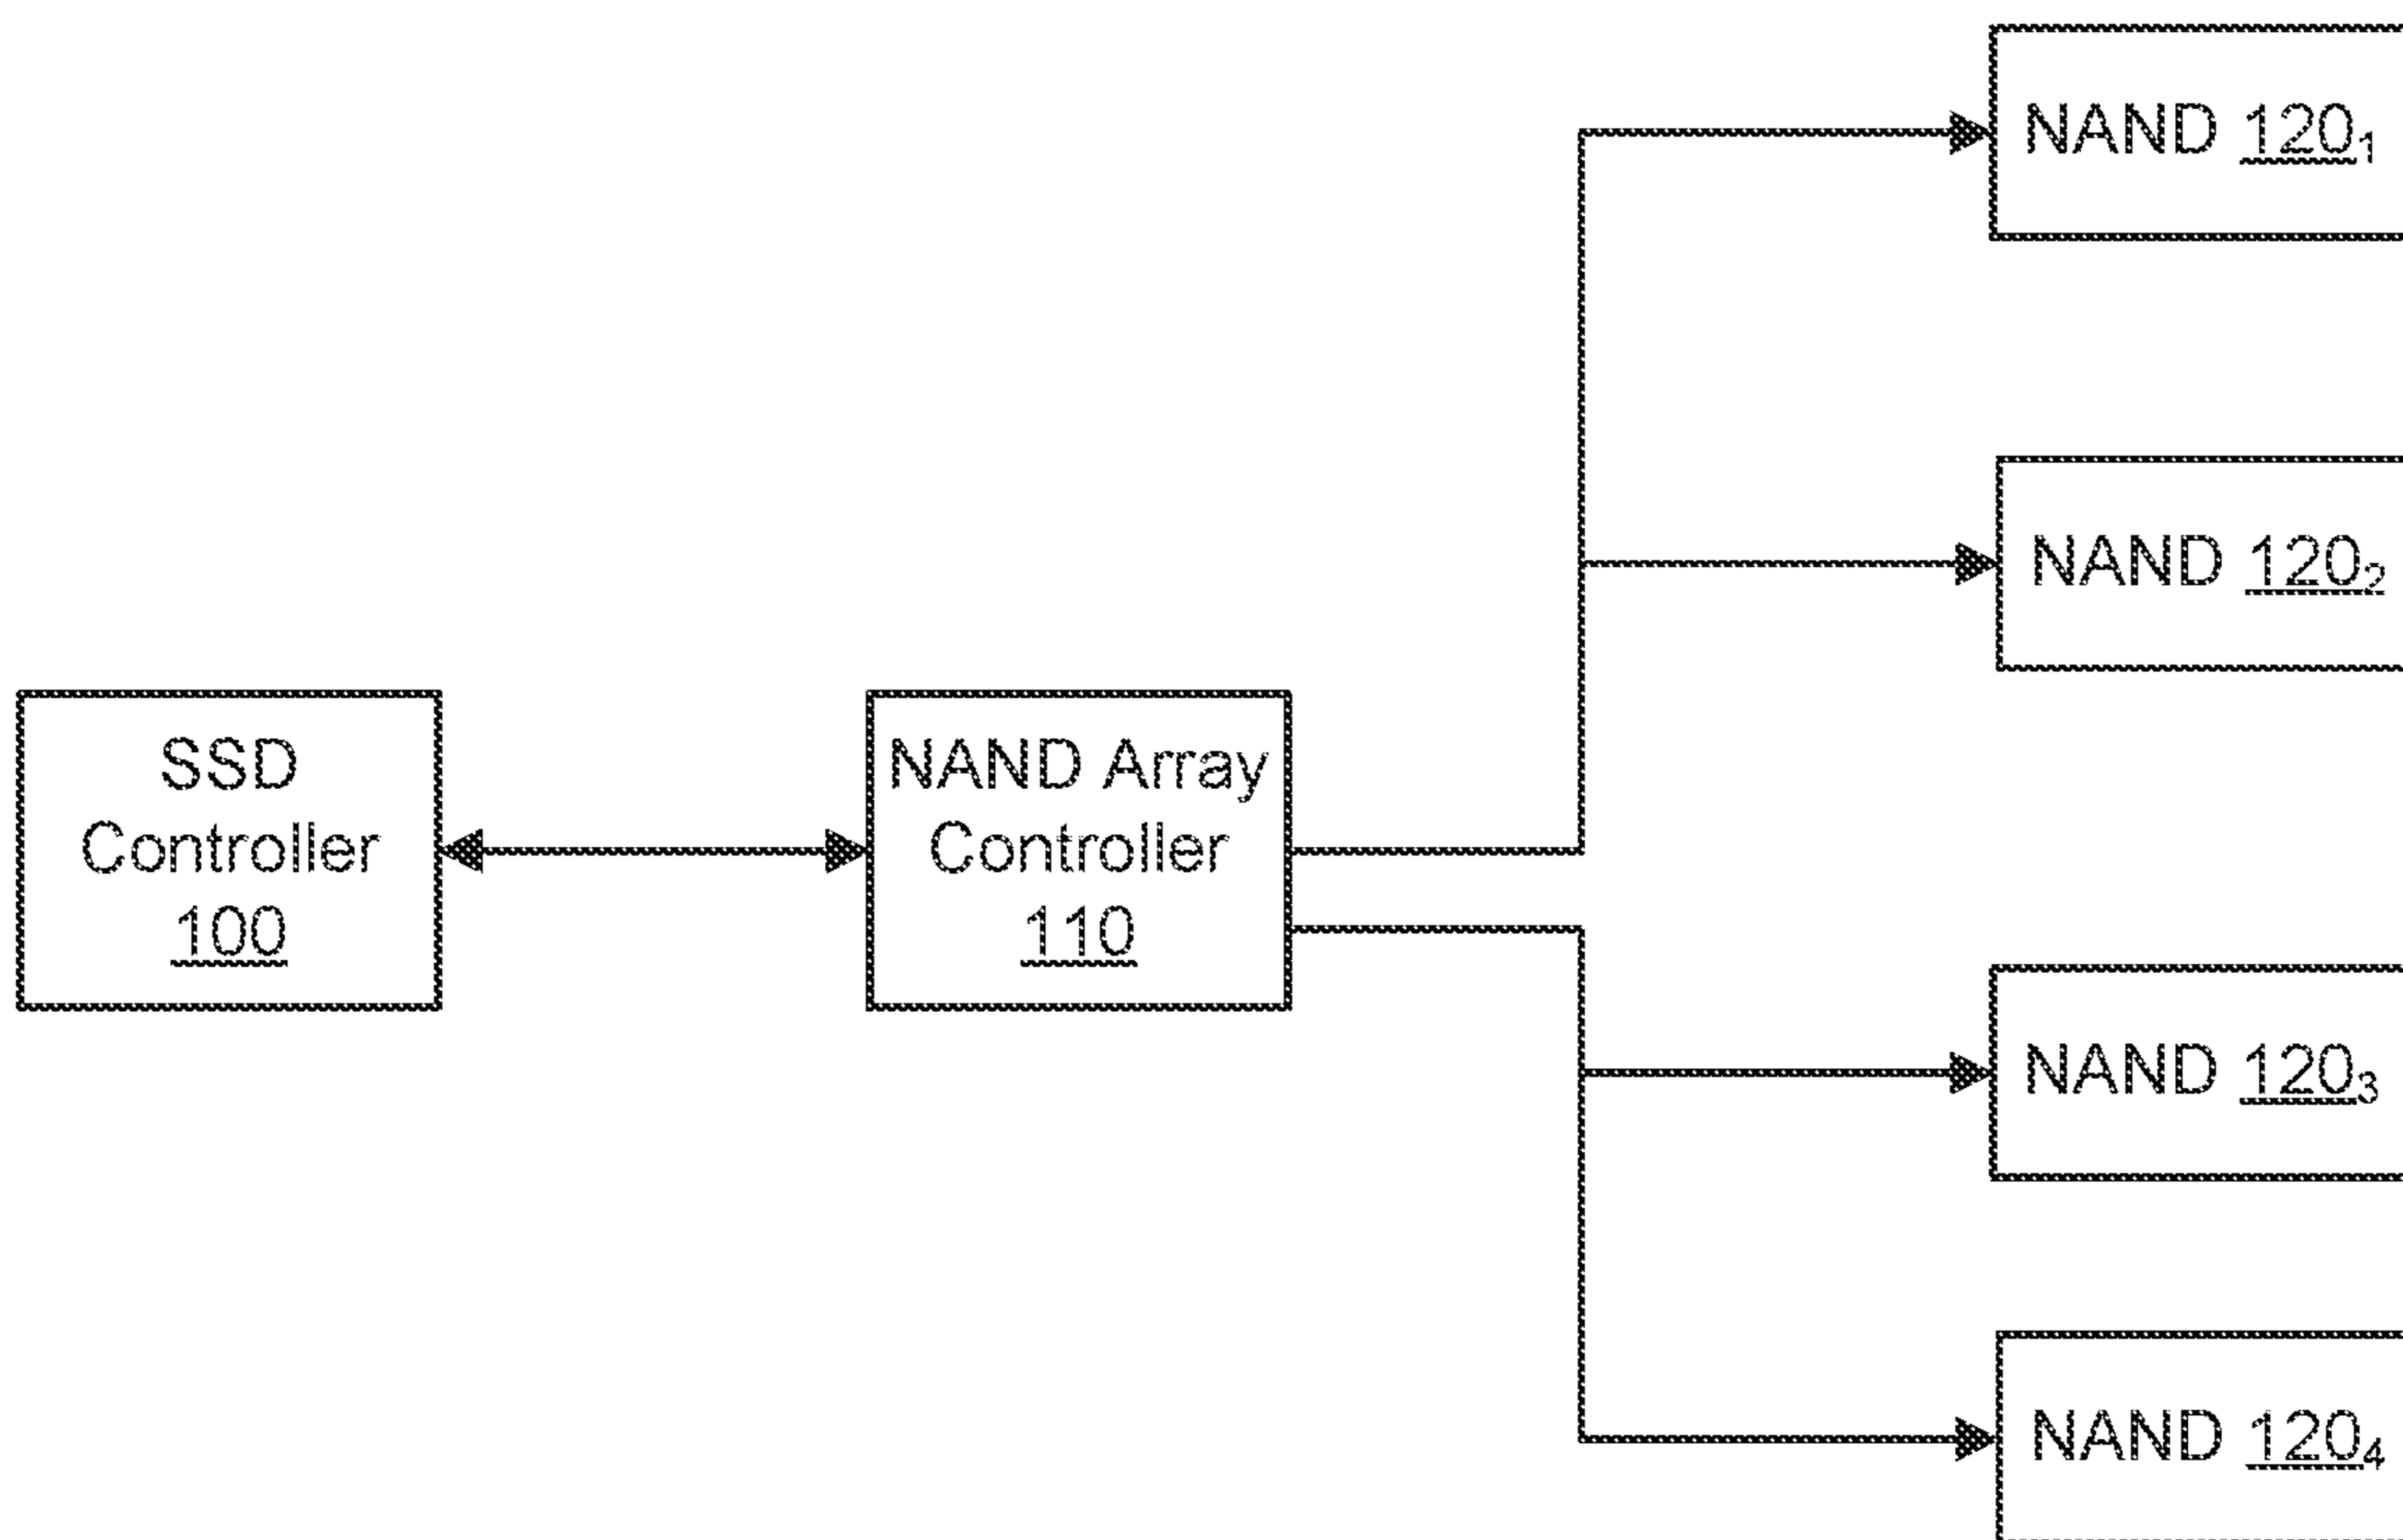 NAND 120₁
NAND 120₂
SSD
Controller
100
NAND Array
Controller
110
NAND 120₃
NAND 120₄